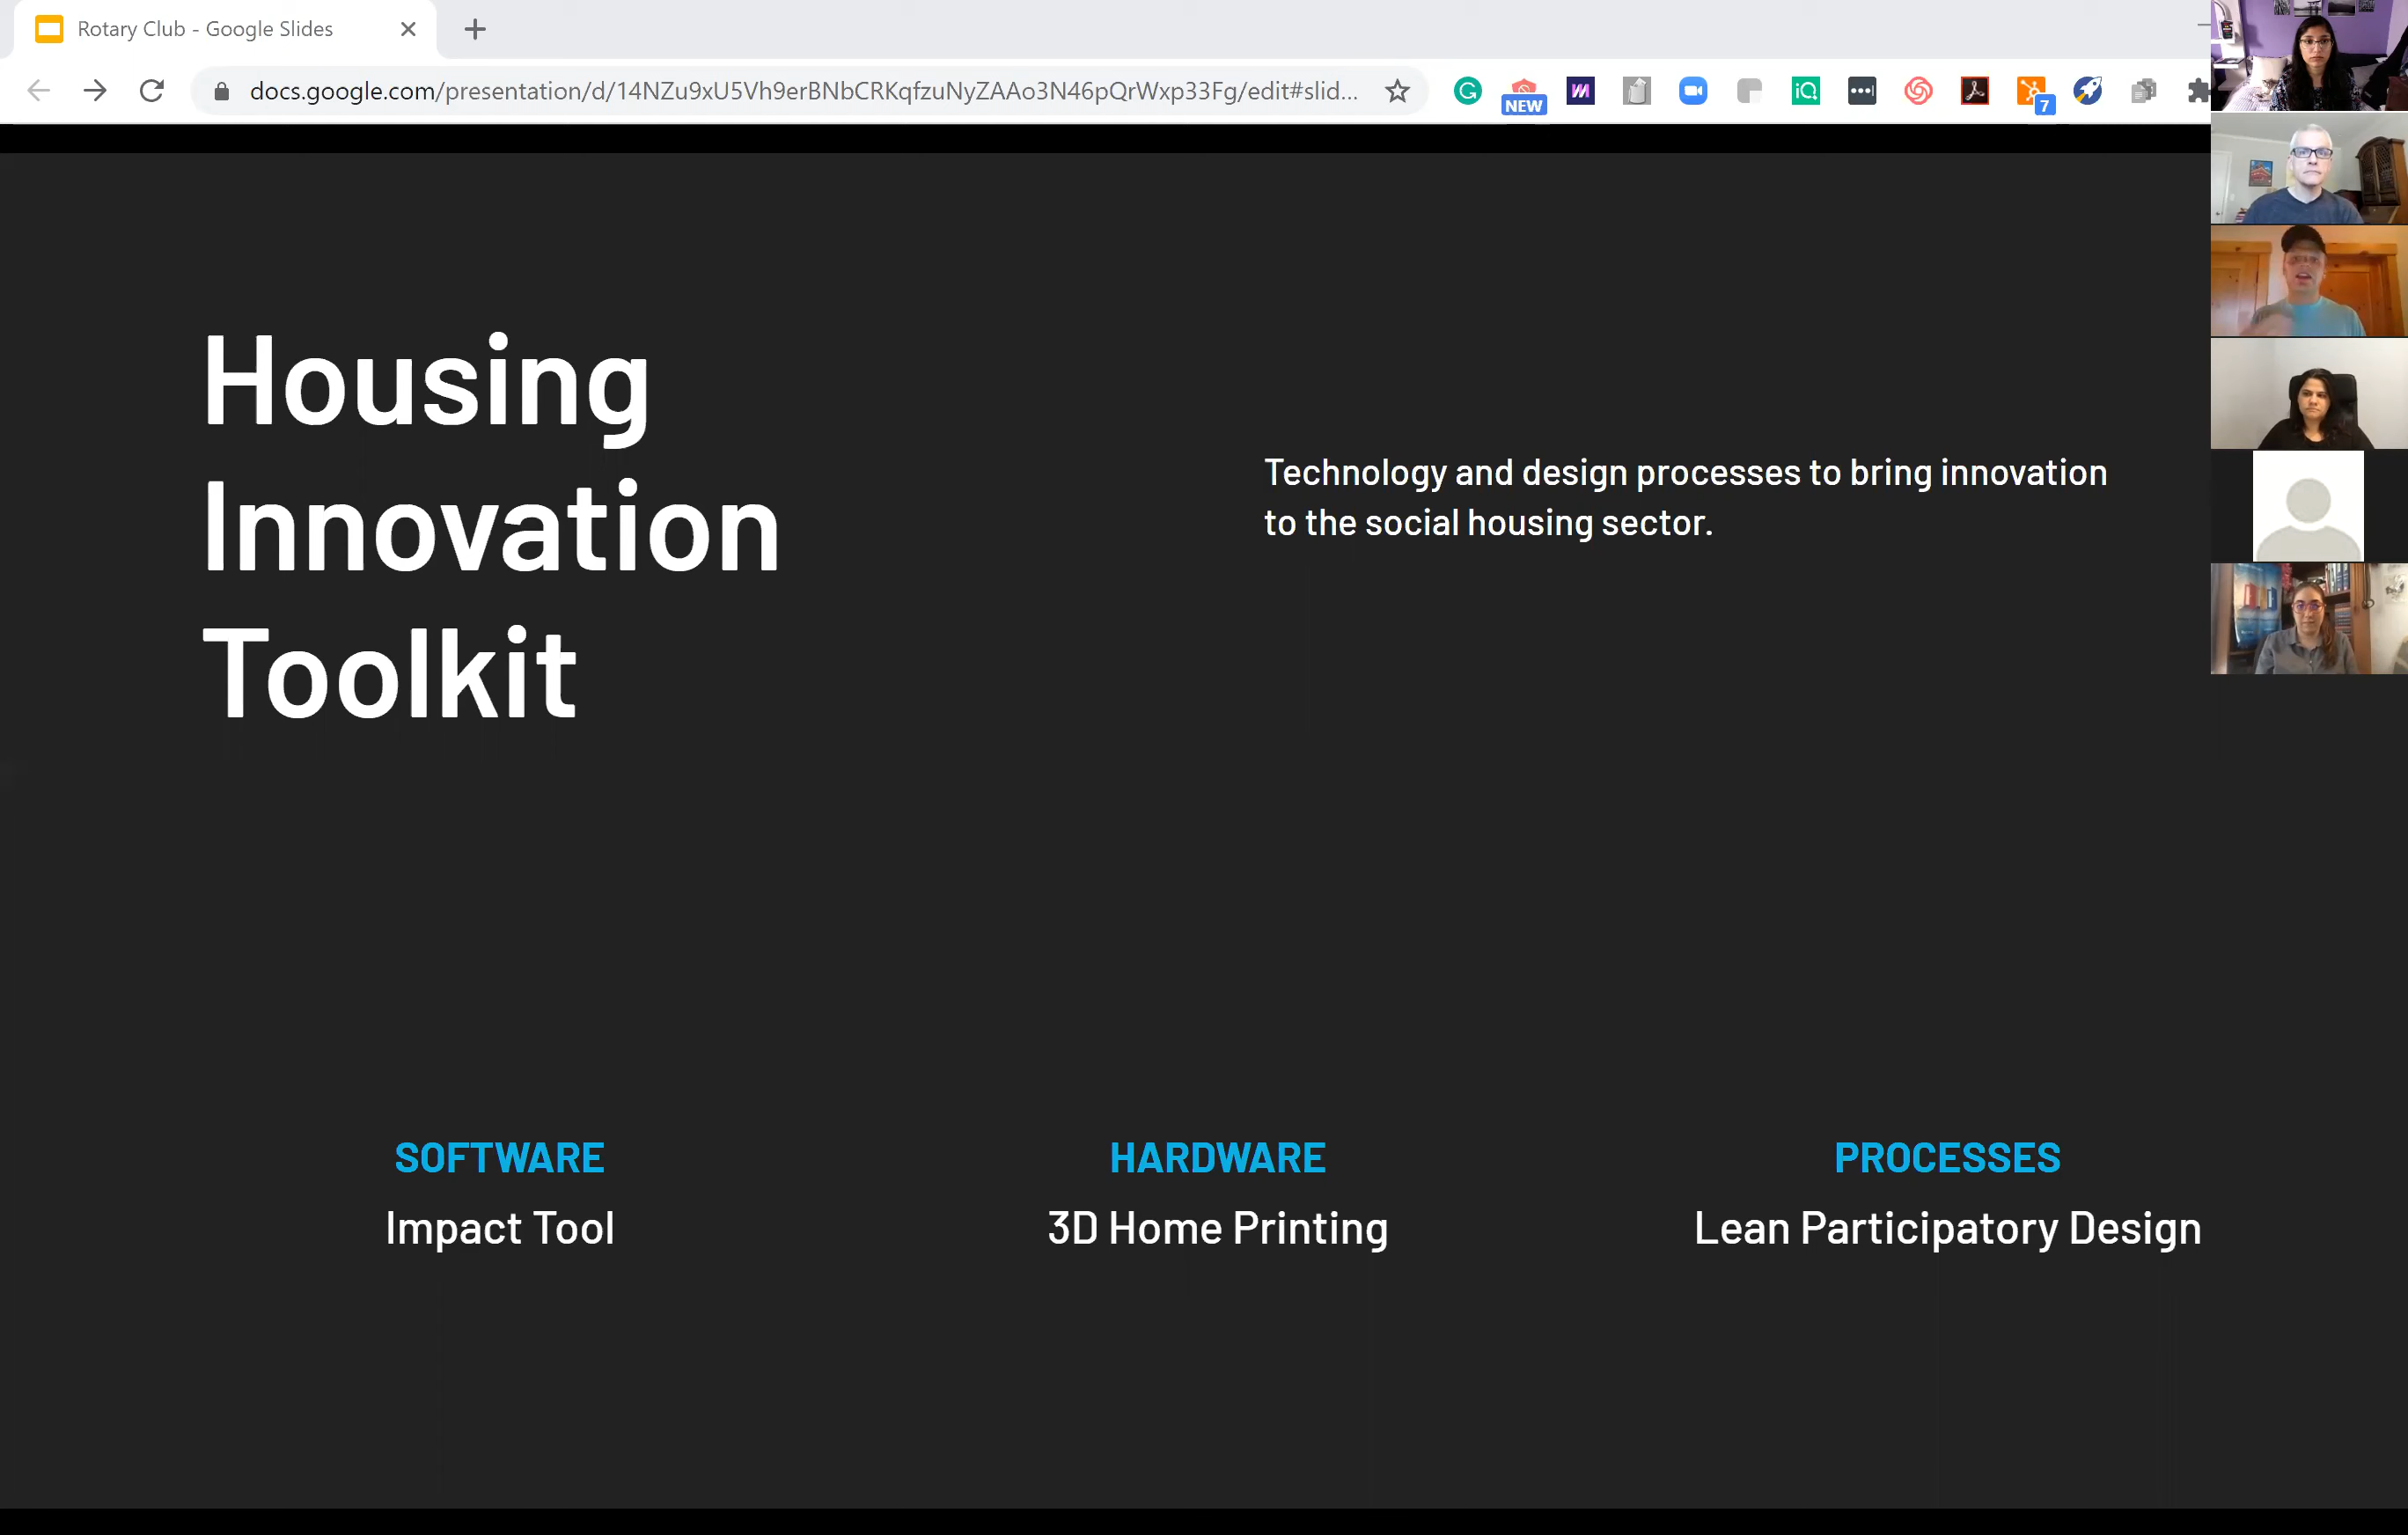 Rotary Club - Google Slides
docs.google.com/presentation/d/14NZu9xU5Vh9erBNbCRKqfzuNyZAAo3N46pQrWxp33Fg/edit#slid...
NEW
iQ
7
Housing
Innovation
Toolkit
Technology and design processes to bring innovation
to the social housing sector.
SOFTWARE
Impact Tool
HARDWARE
3D Home Printing
PROCESSES
Lean Participatory Design